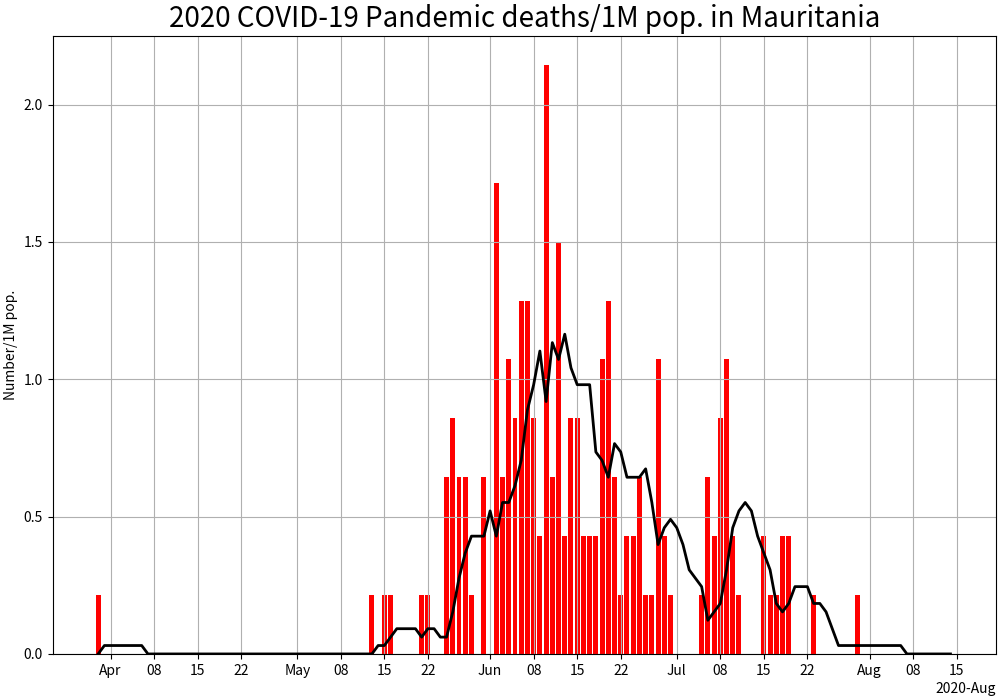 2020 COVID-19 Pandemic deaths/1M pop. in Mauritania
Number/1M pop.
2.0
1.5
1.0
0.5
0.0
Apr 08 15 22 May 08 15 22 Jun 08 15 22 Jul 08 15 22 Aug 08 15
2020-Aug